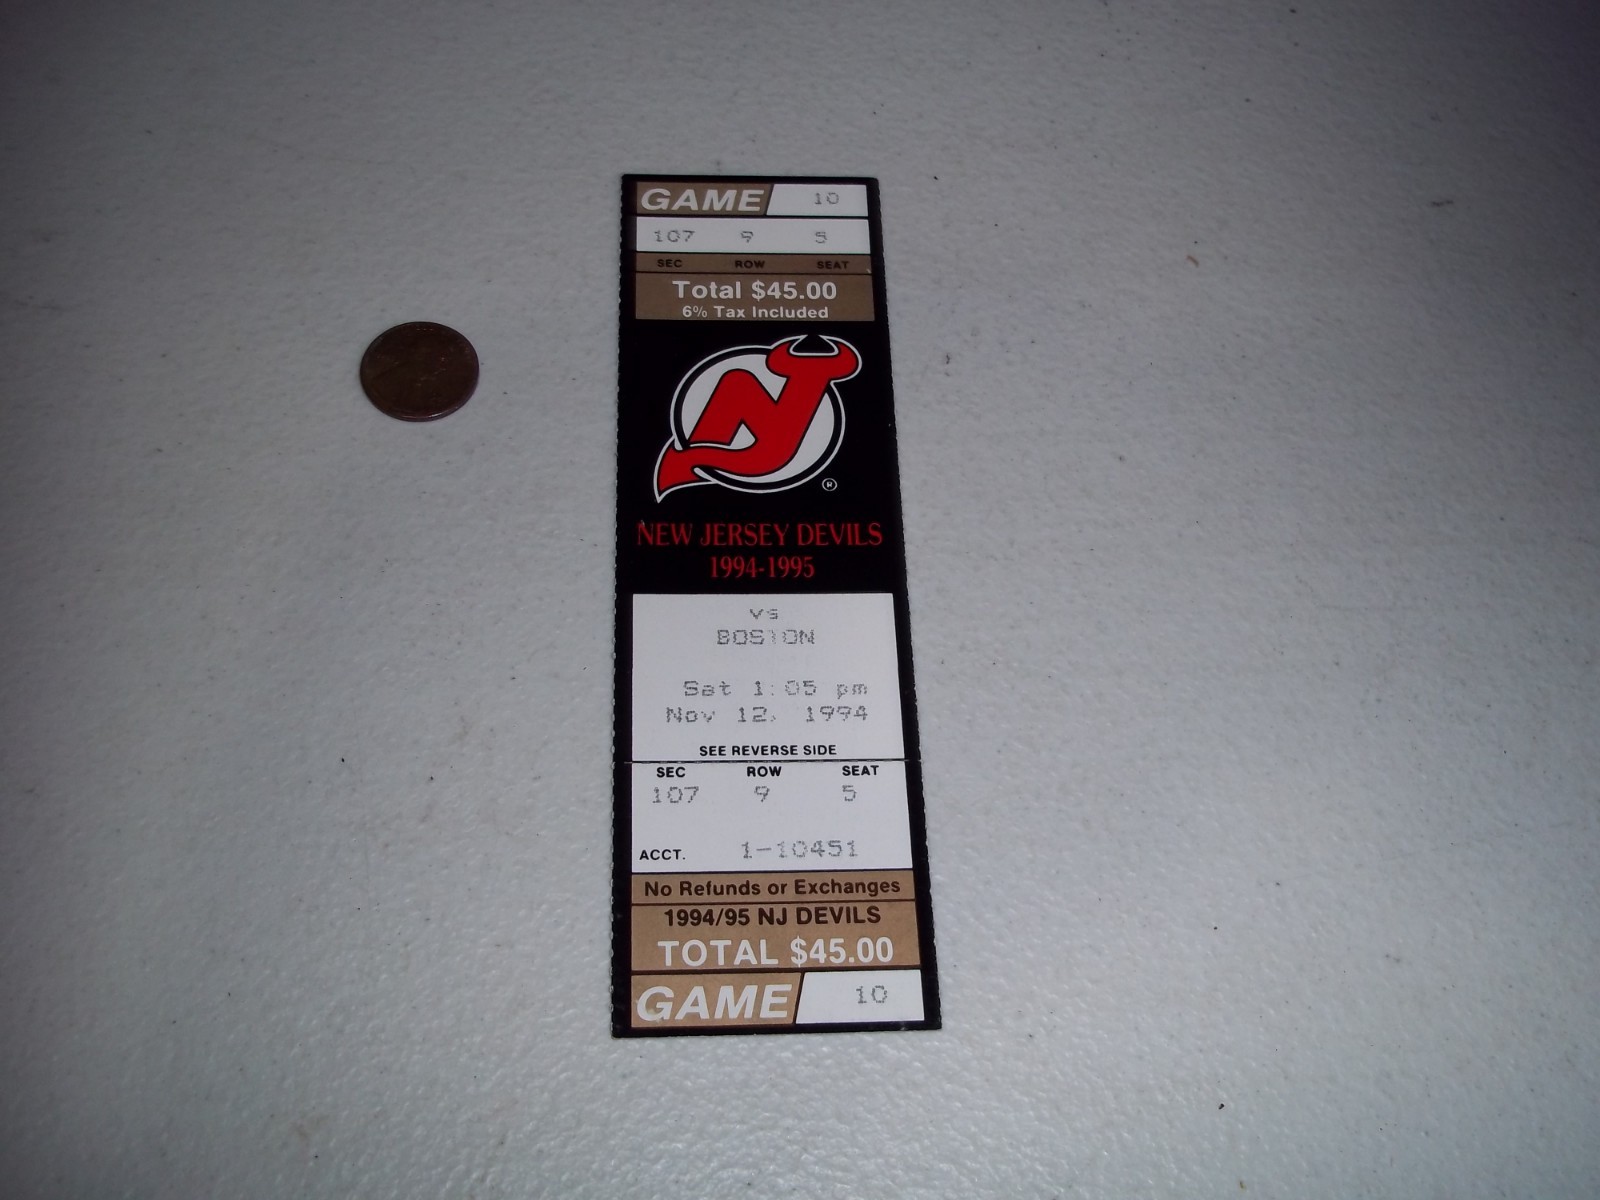 GAME 10
107 9 5
SEC ROW SEAT
Total $45.00
6% Tax Included
NJ
®
NEW JERSEY DEVILS
1994-1995
vs
BOSTON
Sat 1:05 pm
Nov 12, 1994
SEE REVERSE SIDE
SEC ROW SEAT
107 9 5
ACCT. 1-10451
No Refunds or Exchanges
1994/95 NJ DEVILS
TOTAL $45.00
GAME 10